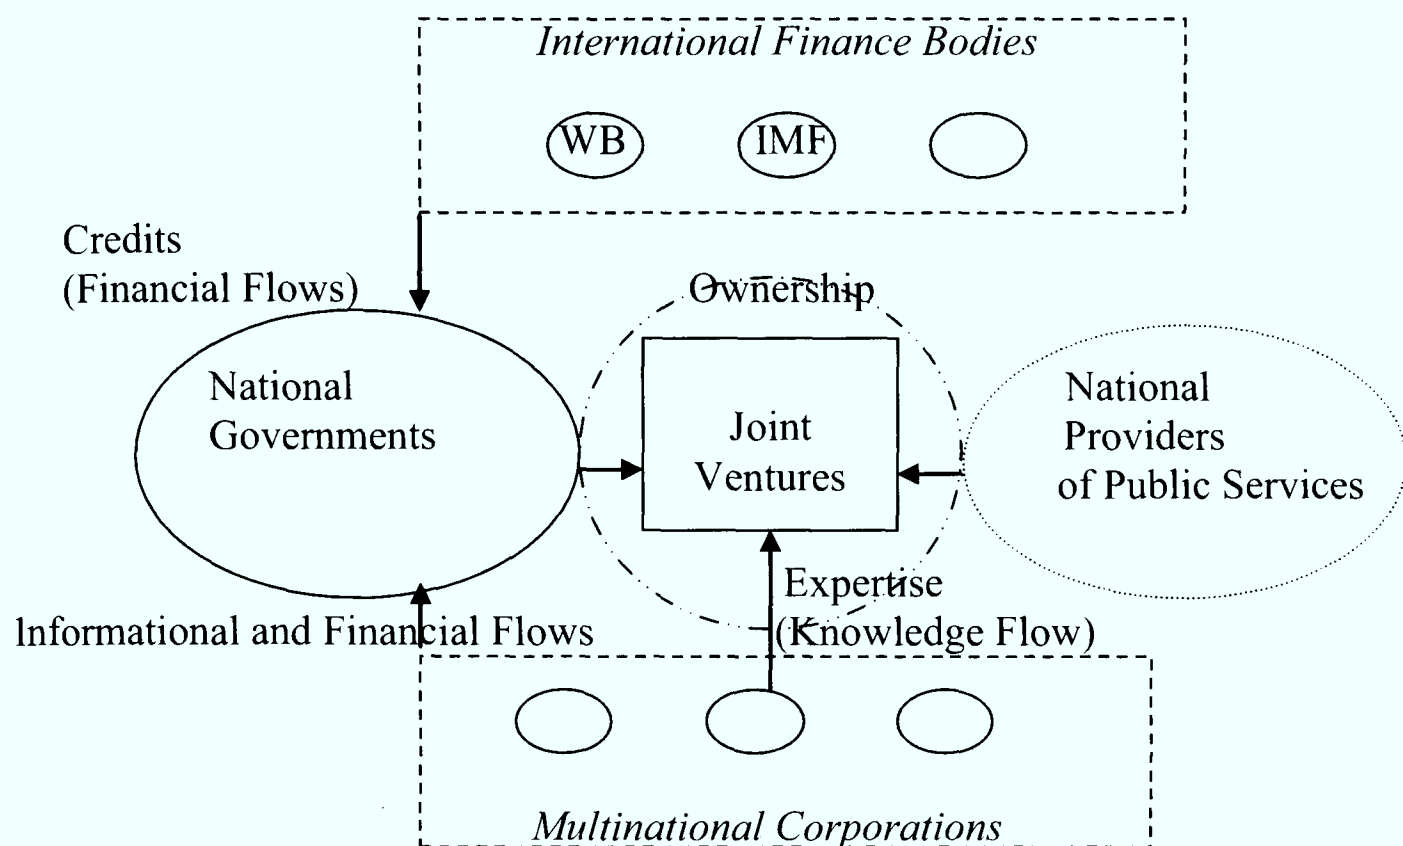 International Finance Bodies
WB
IMF
Credits
(Financial Flows)
Ownership
National
Governments
Joint
Ventures
National
Providers
of Public Services
Expertise
(Knowledge Flow)
Informational and Financial Flows
Multinational Corporations